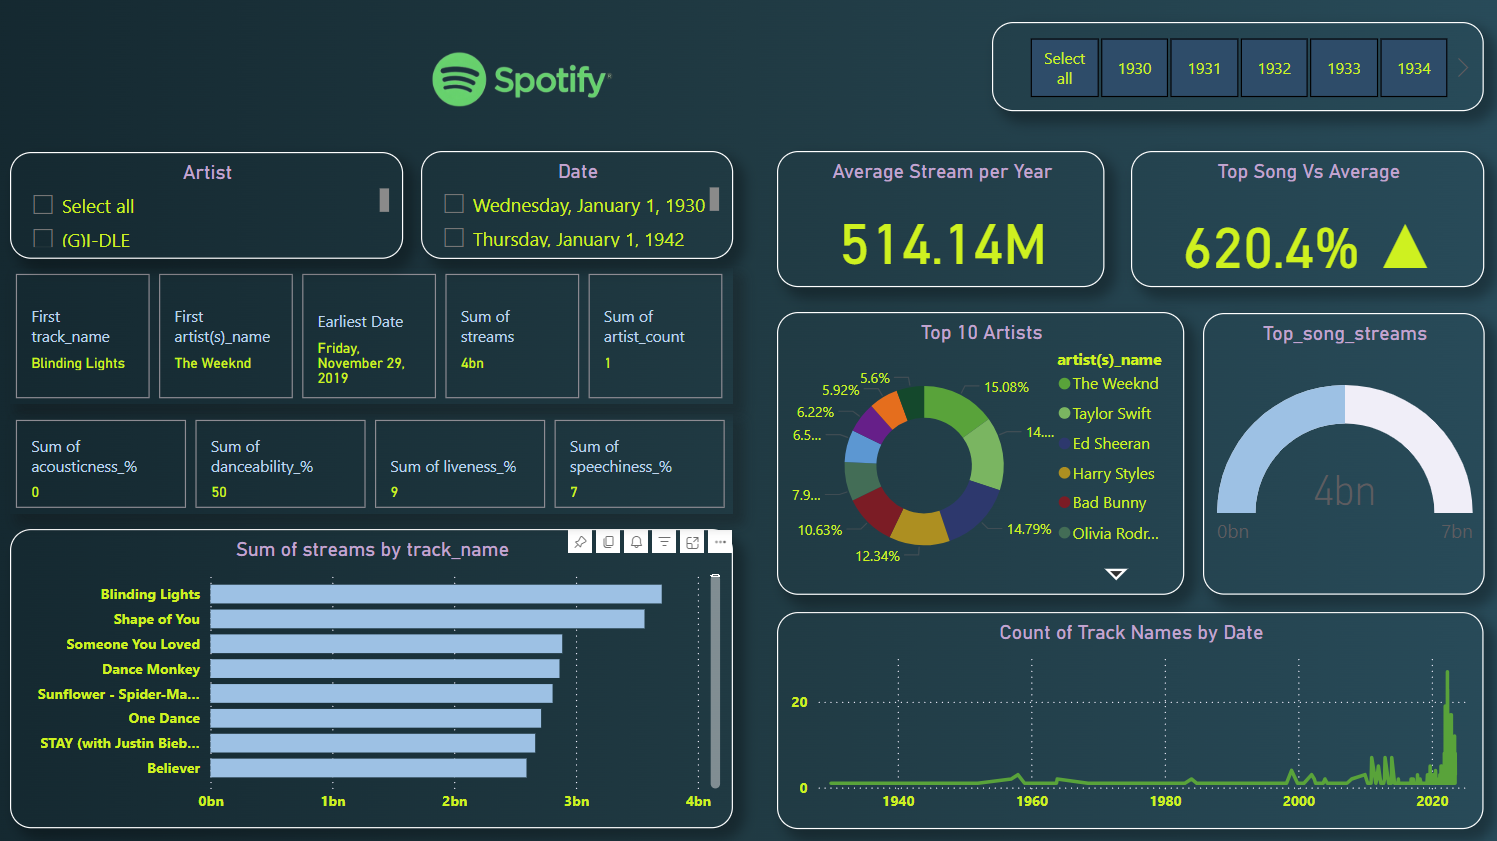 Spotify
Select all
1930
1931
1932
1933
1934
Artist
Select all
(G)I-DLE
Date
Wednesday, January 1, 1930
Thursday, January 1, 1942
Average Stream per Year
514.14M
Top Song Vs Average
620.4%
First track_name
Blinding Lights
First artist(s)_name
The Weeknd
Earliest Date
Friday,
November 29,
2019
Sum of streams
4bn
Sum of artist_count
1
Sum of acousticness_%
0
Sum of danceability_%
50
Sum of liveness_%
9
Sum of speechiness_%
7
Top 10 Artists
15.08%
14....
14.79%
12.34%
10.63%
7.9...
6.5...
6.22%
5.92%
5.6%
artist(s)_name
The Weeknd
Taylor Swift
Ed Sheeran
Harry Styles
Bad Bunny
Olivia Rodr...
Top_song_streams
4bn
0bn
7bn
Sum of streams by track_name
Blinding Lights
Shape of You
Someone You Loved
Dance Monkey
Sunflower - Spider-Ma...
One Dance
STAY (with Justin Bieb...
Believer
0bn
1bn
2bn
3bn
4bn
Count of Track Names by Date
20
0
1940
1960
1980
2000
2020